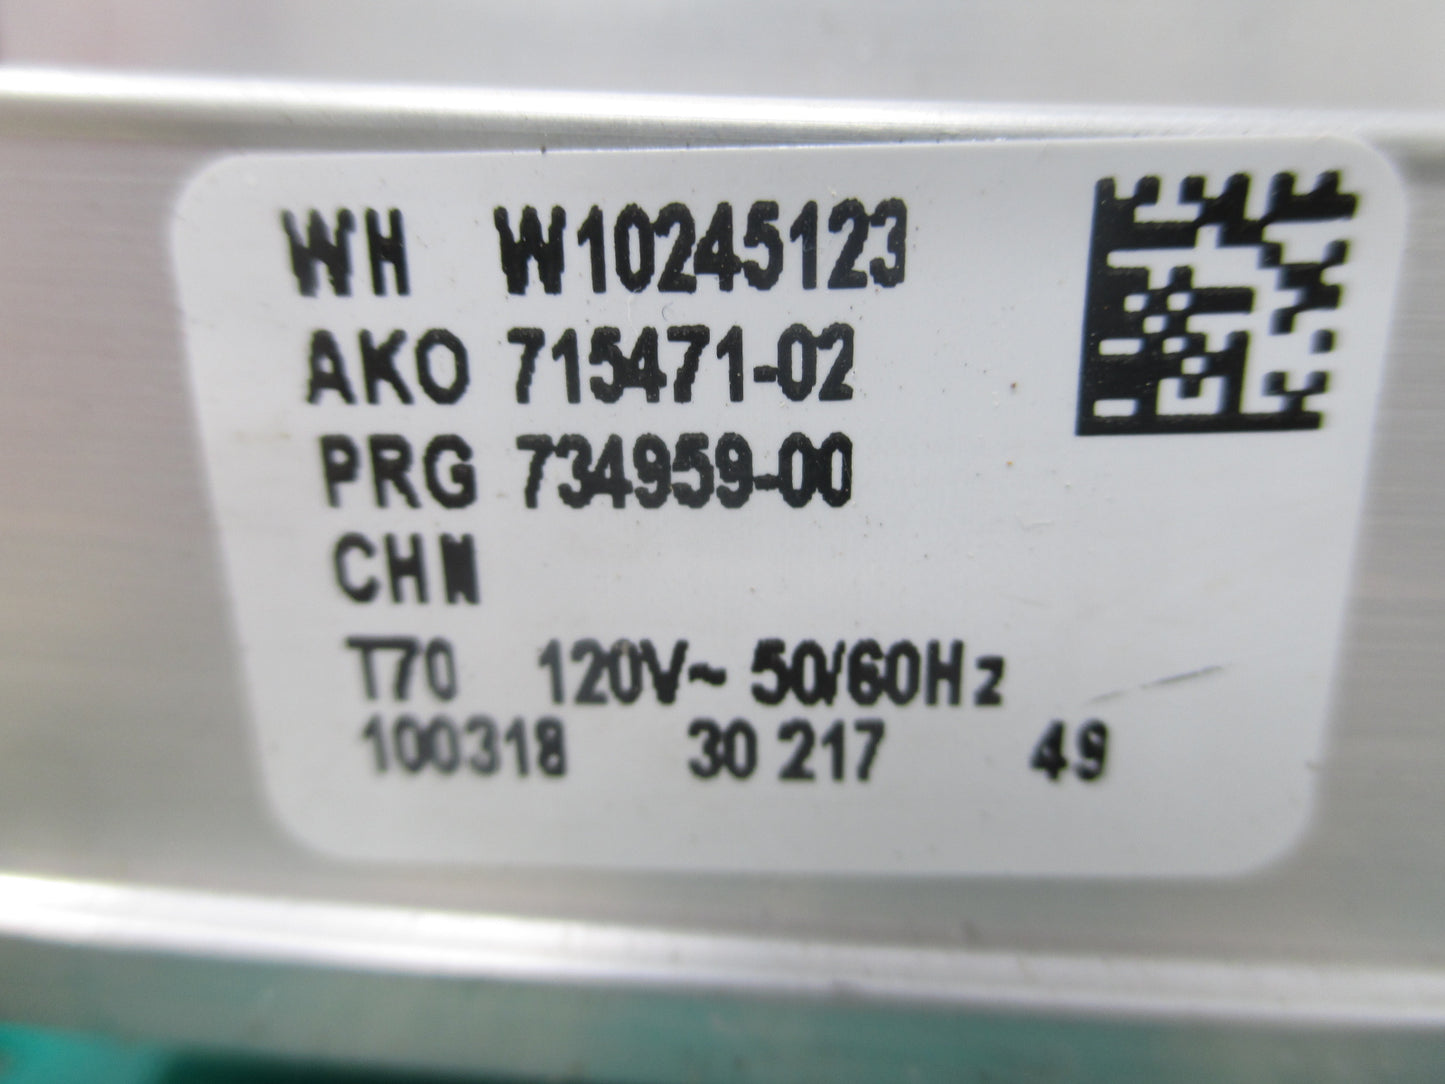 WH W10245123
AKO 715471-02
PRG 734959-00
CHN
T70 120V~ 50/60Hz
100318 30 217 49